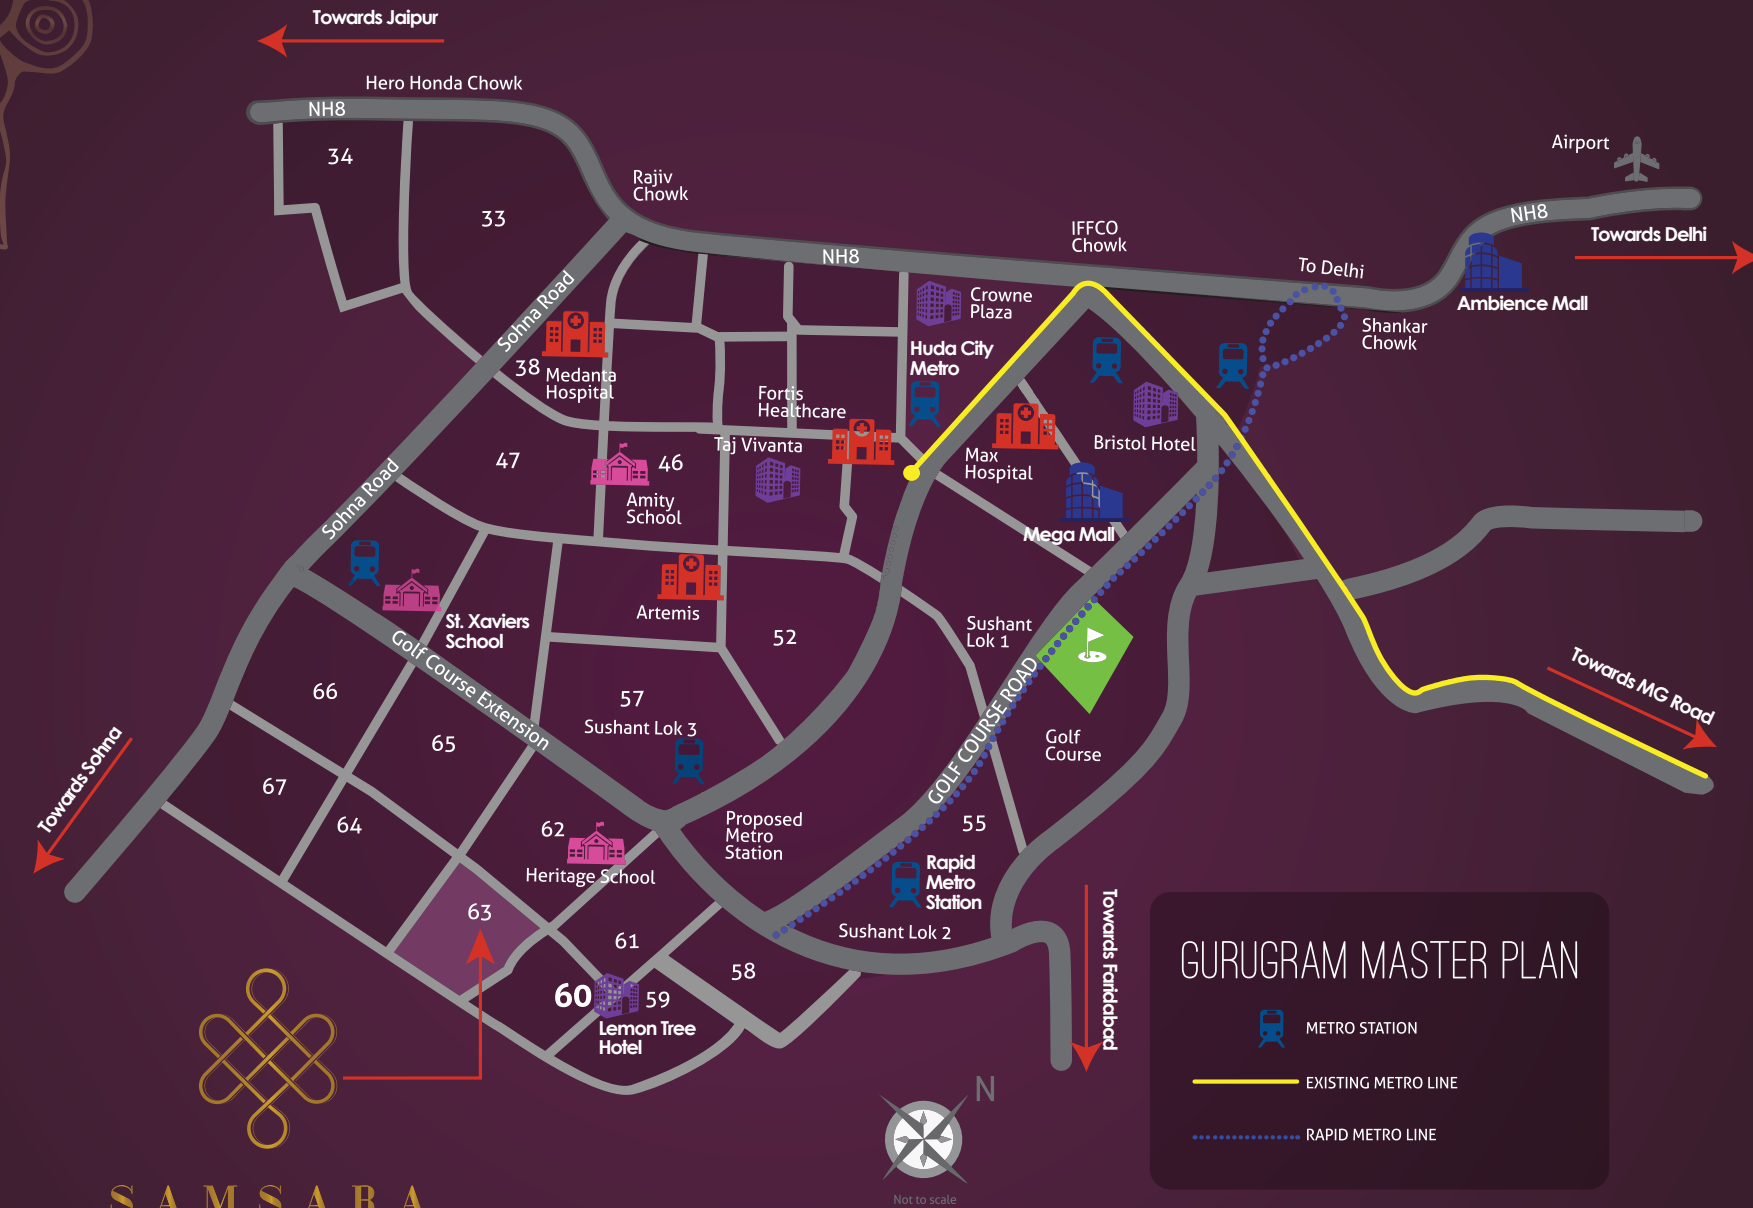 Towards Jaipur
Hero Honda Chowk
NH8
34
33
Rajiv
Chowk
Airport
NH8
Towards Delhi
IFFCO
Chowk
NH8
To Delhi
Ambience Mall
Shankar
Chowk
Crowne
Plaza
Sohna Road
Huda City
Metro
38
Medanta
Hospital
Fortis
Healthcare
Taj Vivanta
Bristol Hotel
Max
Hospital
47
46
Amity
School
Sohna Road
Mega Mall
Artemis
St. Xaviers
School
52
Sushant
Lok 1
Golf Course Extension
66
57
Sushant Lok 3
65
GOLF COURSE ROAD
Golf
Course
Towards MG Road
Towards Sohna
67
64
62
Heritage School
Proposed
Metro
Station
55
Rapid
Metro
Station
Sushant Lok 2
63
61
58
60
59
Lemon Tree
Hotel
Towards Faridabad
GURUGRAM MASTER PLAN
METRO STATION
EXISTING METRO LINE
RAPID METRO LINE
N
Not to scale
SAMSARA